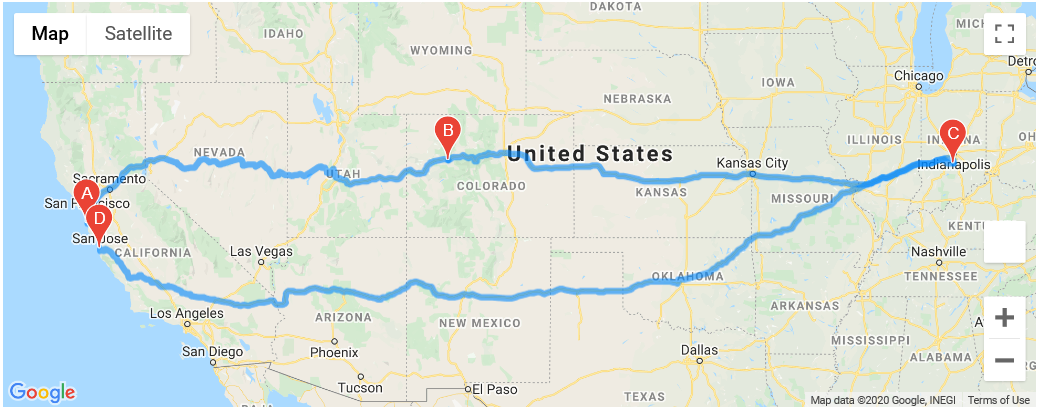 Map
Satellite
DAKOTA
IDAHO
WYOMING
MICH
Detro
Chicago
IOWA
NEBRASKA
B
C
NEVADA
ILLINOIS
INDIANA
OH
United States
Indianapolis
Kansas City
UTAH
Sacramento
COLORADO
KANSAS
MISSOURI
A
San Francisco
D
San Jose
CALIFORNIA
Las Vegas
KENTU
Nashville
OKLAHOMA
TENNESSEE
ARKANSAS
Los Angeles
ARIZONA
NEW MEXICO
A
MISSISSIPPI
Phoenix
San Diego
Dallas
ALABAMA
Tucson
El Paso
TEXAS
Google
BAJA
Map data ©2020 Google, INEGI
Terms of Use